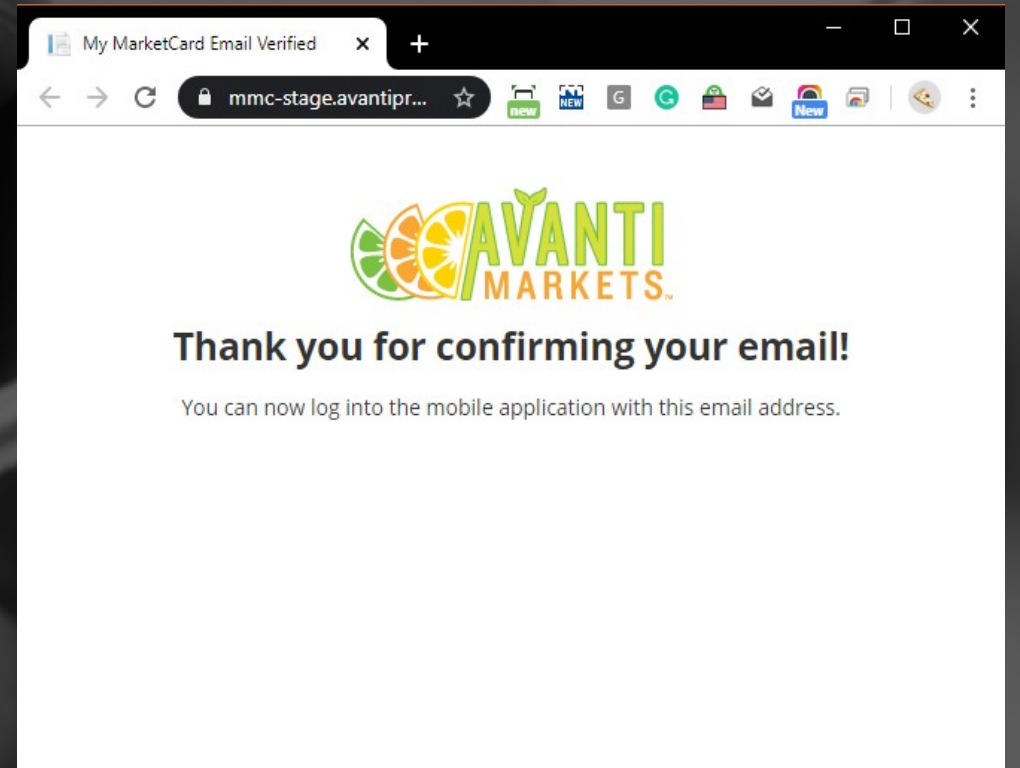 My MarketCard Email Verified
mmc-stage.avantipr...
new
NEW
G
G
New
AVANTI
MARKETS™
Thank you for confirming your email!
You can now log into the mobile application with this email address.